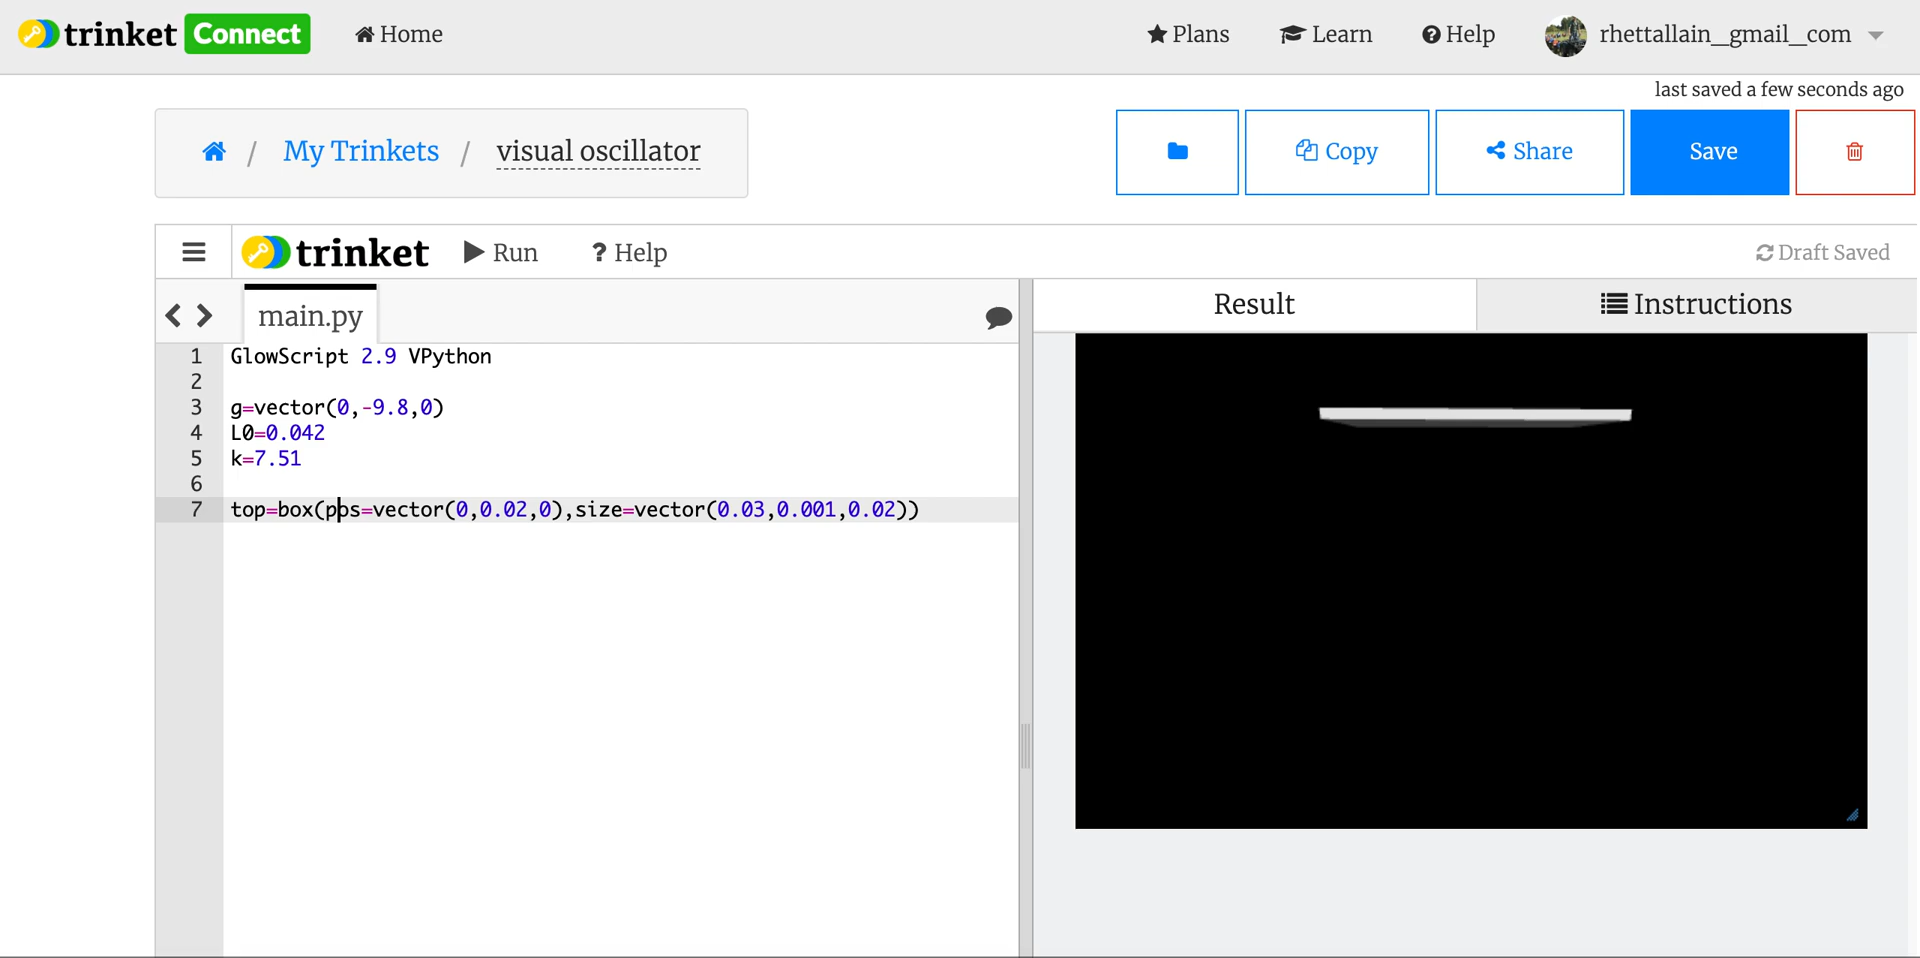 trinket Connect Home Plans Learn Help rhettallain_gmail_com
last saved a few seconds ago
/ My Trinkets / visual oscillator Copy Share Save
trinket Run ? Help Draft Saved
main.py Result Instructions
1 GlowScript 2.9 VPython
2
3 g=vector(0,-9.8,0)
4 L0=0.042
5 k=7.51
6
7 top=box(pos=vector(0,0.02,0),size=vector(0.03,0.001,0.02))